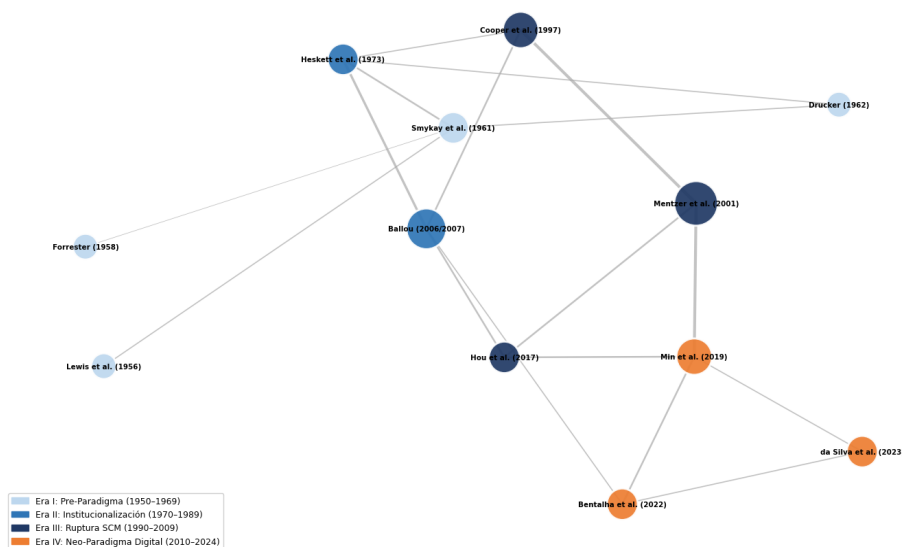 Cooper et al. (1997)
Heskett et al. (1973)
Drucker (1962)
Smykay et al. (1961)
Mentzer et al. (2001)
Ballou (2006/2007)
Forrester (1958)
Hou et al. (2017)
Min et al. (2019)
Lewis et al. (1956)
da Silva et al. (2023
Bentalha et al. (2022)
Era I: Pre-Paradigma (1950–1969)
Era II: Institucionalización (1970–1989)
Era III: Ruptura SCM (1990–2009)
Era IV: Neo-Paradigma Digital (2010–2024)